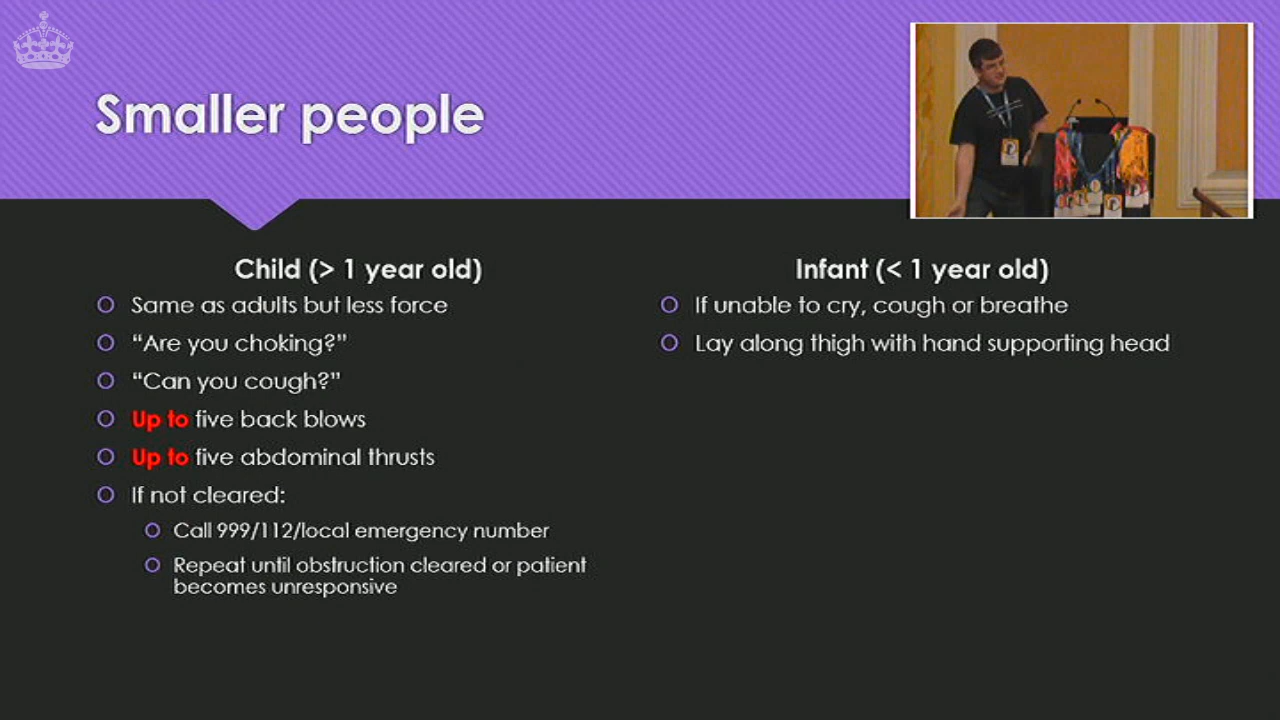 Smaller people
Child (> 1 year old)
Same as adults but less force
“Are you choking?”
“Can you cough?”
Up to five back blows
Up to five abdominal thrusts
If not cleared:
Call 999/112/local emergency number
Repeat until obstruction cleared or patient
becomes unresponsive
Infant (< 1 year old)
If unable to cry, cough or breathe
Lay along thigh with hand supporting head